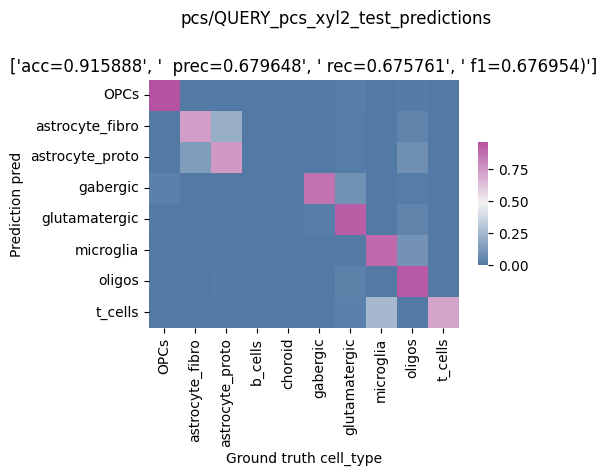 pcs/QUERY_pcs_xyl2_test_predictions
['acc=0.915888', '  prec=0.679648', ' rec=0.675761', ' f1=0.676954)']
OPCs
astrocyte_fibro
astrocyte_proto
gabergic
glutamatergic
microglia
oligos
t_cells
Prediction pred
0.75
0.50
0.25
0.00
OPCs
astrocyte_fibro
astrocyte_proto
b_cells
choroid
gabergic
glutamatergic
microglia
oligos
t_cells
Ground truth cell_type